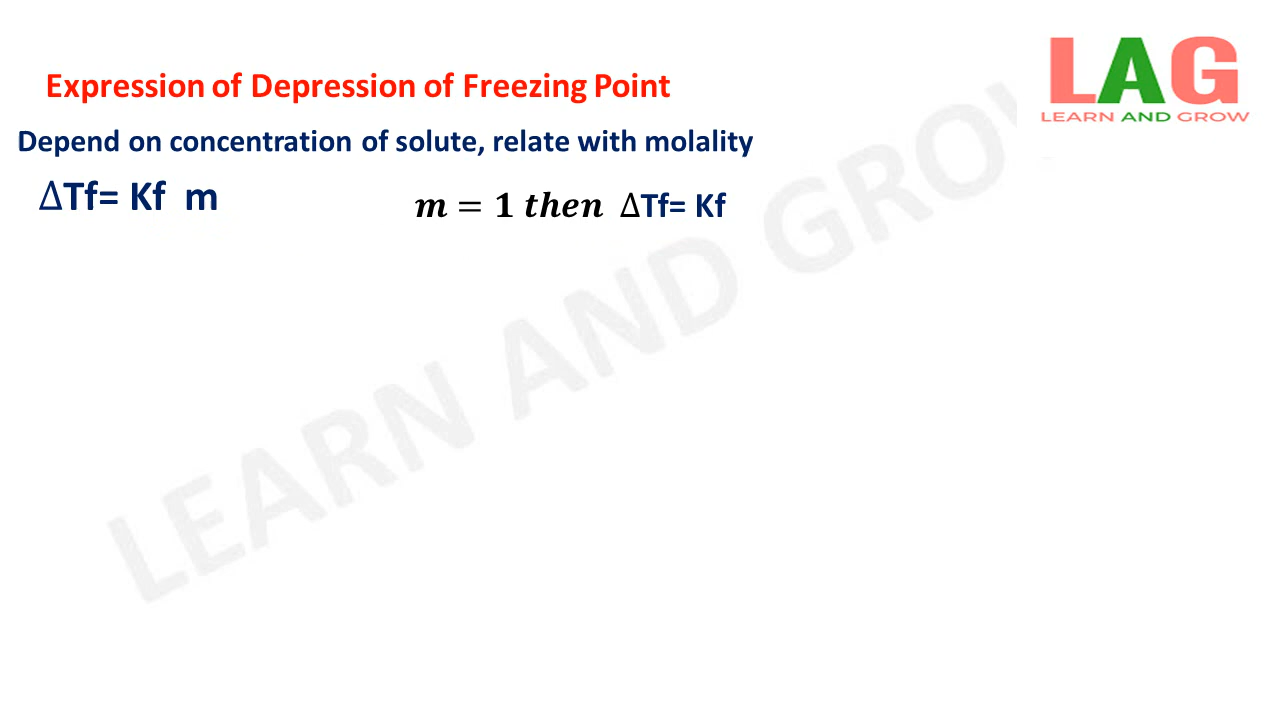 LAG
LEARN AND GROW
Expression of Depression of Freezing Point
Depend on concentration of solute, relate with molality
ΔTf= Kf m
m = 1 then ΔTf= Kf
LEARN AND GROW